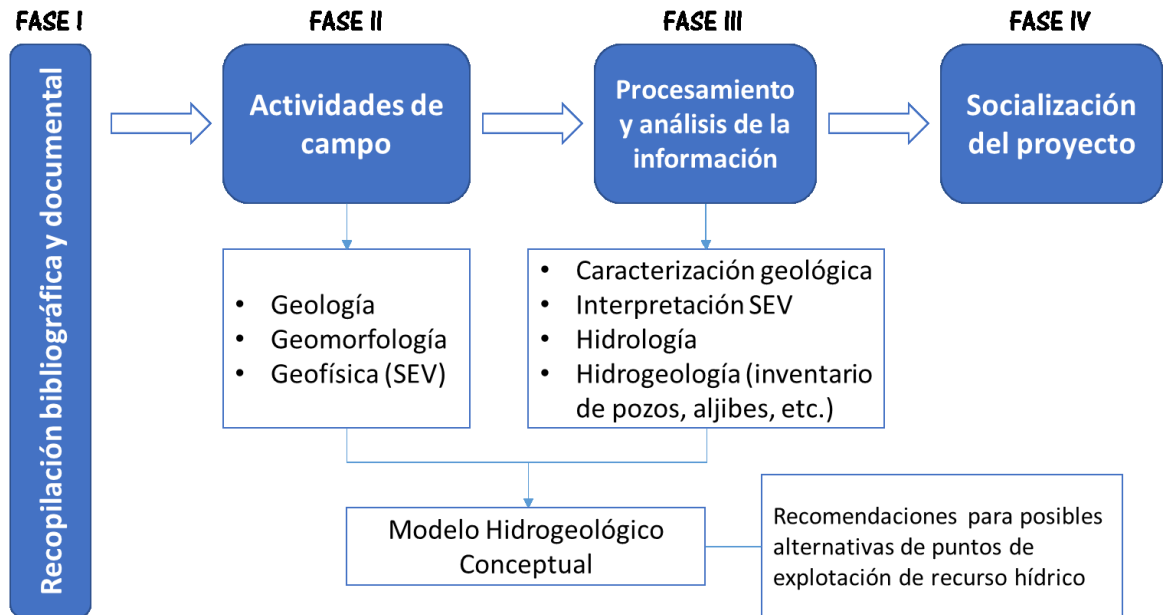 FASE I
FASE II
FASE III
FASE IV
Recopilación bibliográfica y documental
Actividades de
campo
Procesamiento
y análisis de la
información
Socialización
del proyecto
• Geología
• Geomorfología
• Geofísica (SEV)
• Caracterización geológica
• Interpretación SEV
• Hidrología
• Hidrogeología (inventario
de pozos, aljibes, etc.)
Modelo Hidrogeológico
Conceptual
Recomendaciones para posibles
alternativas de puntos de
explotación de recurso hídrico